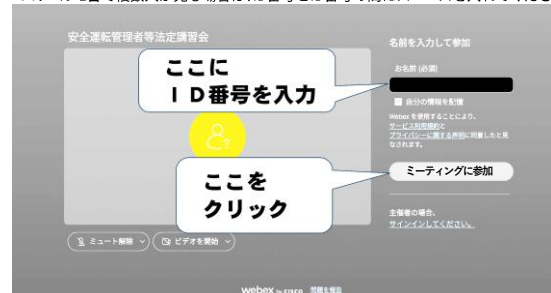 安全運転管理者等法定講習会
名前を入力して参加
お名前 (必須)
ここに
ID番号を入力
自分の情報を記憶
Webex を使用することにより、
サービス利用規約と
プライバシーに関する声明に同意したと見
なされます。
ミーティングに参加
ここを
クリック
主催者の場合、
サインインしてください。
ミュート解除
ビデオを開始
webex by CISCO 問題を報告